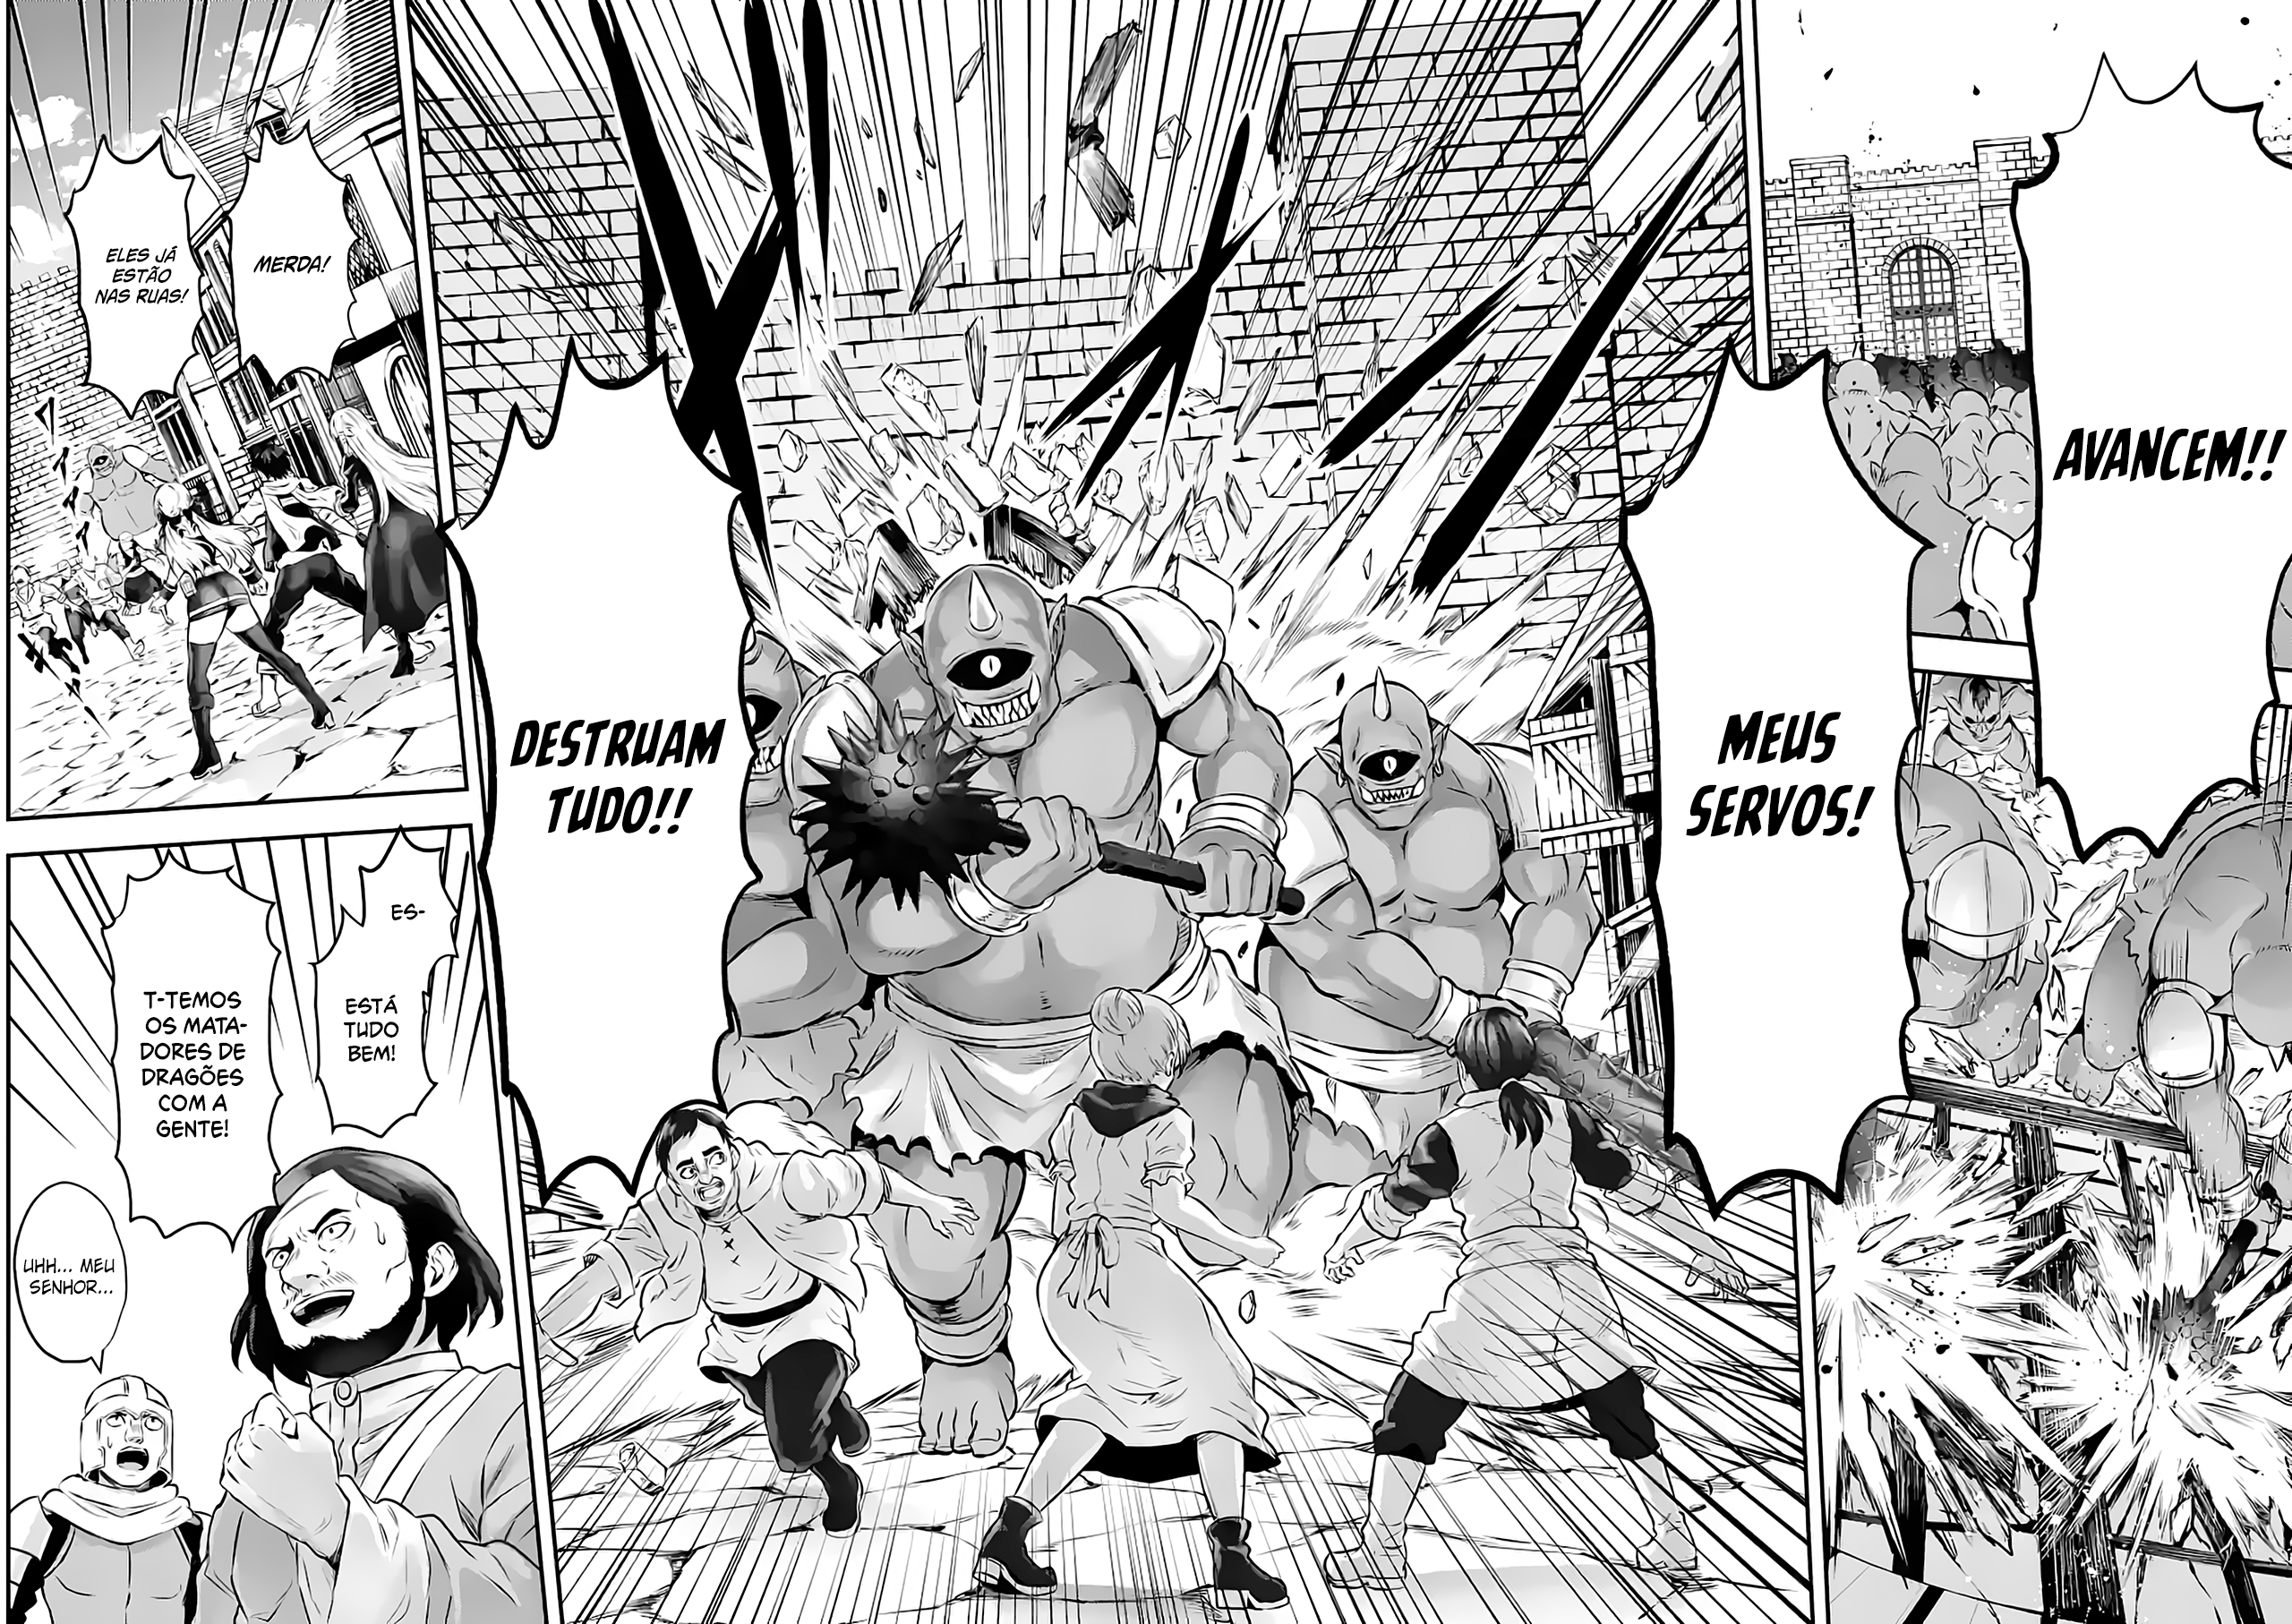 AVANCEM!!
MEUS
SERVOS!
DESTRUAM
TUDO!!
MERDA!
ELES JÁ
ESTÃO
NAS RUAS!
ES-
ESTÁ
TUDO
BEM!
T-TEMOS
OS MATA-
DORES DE
DRAGÕES
COM A
GENTE!
UHH... MEU
SENHOR...